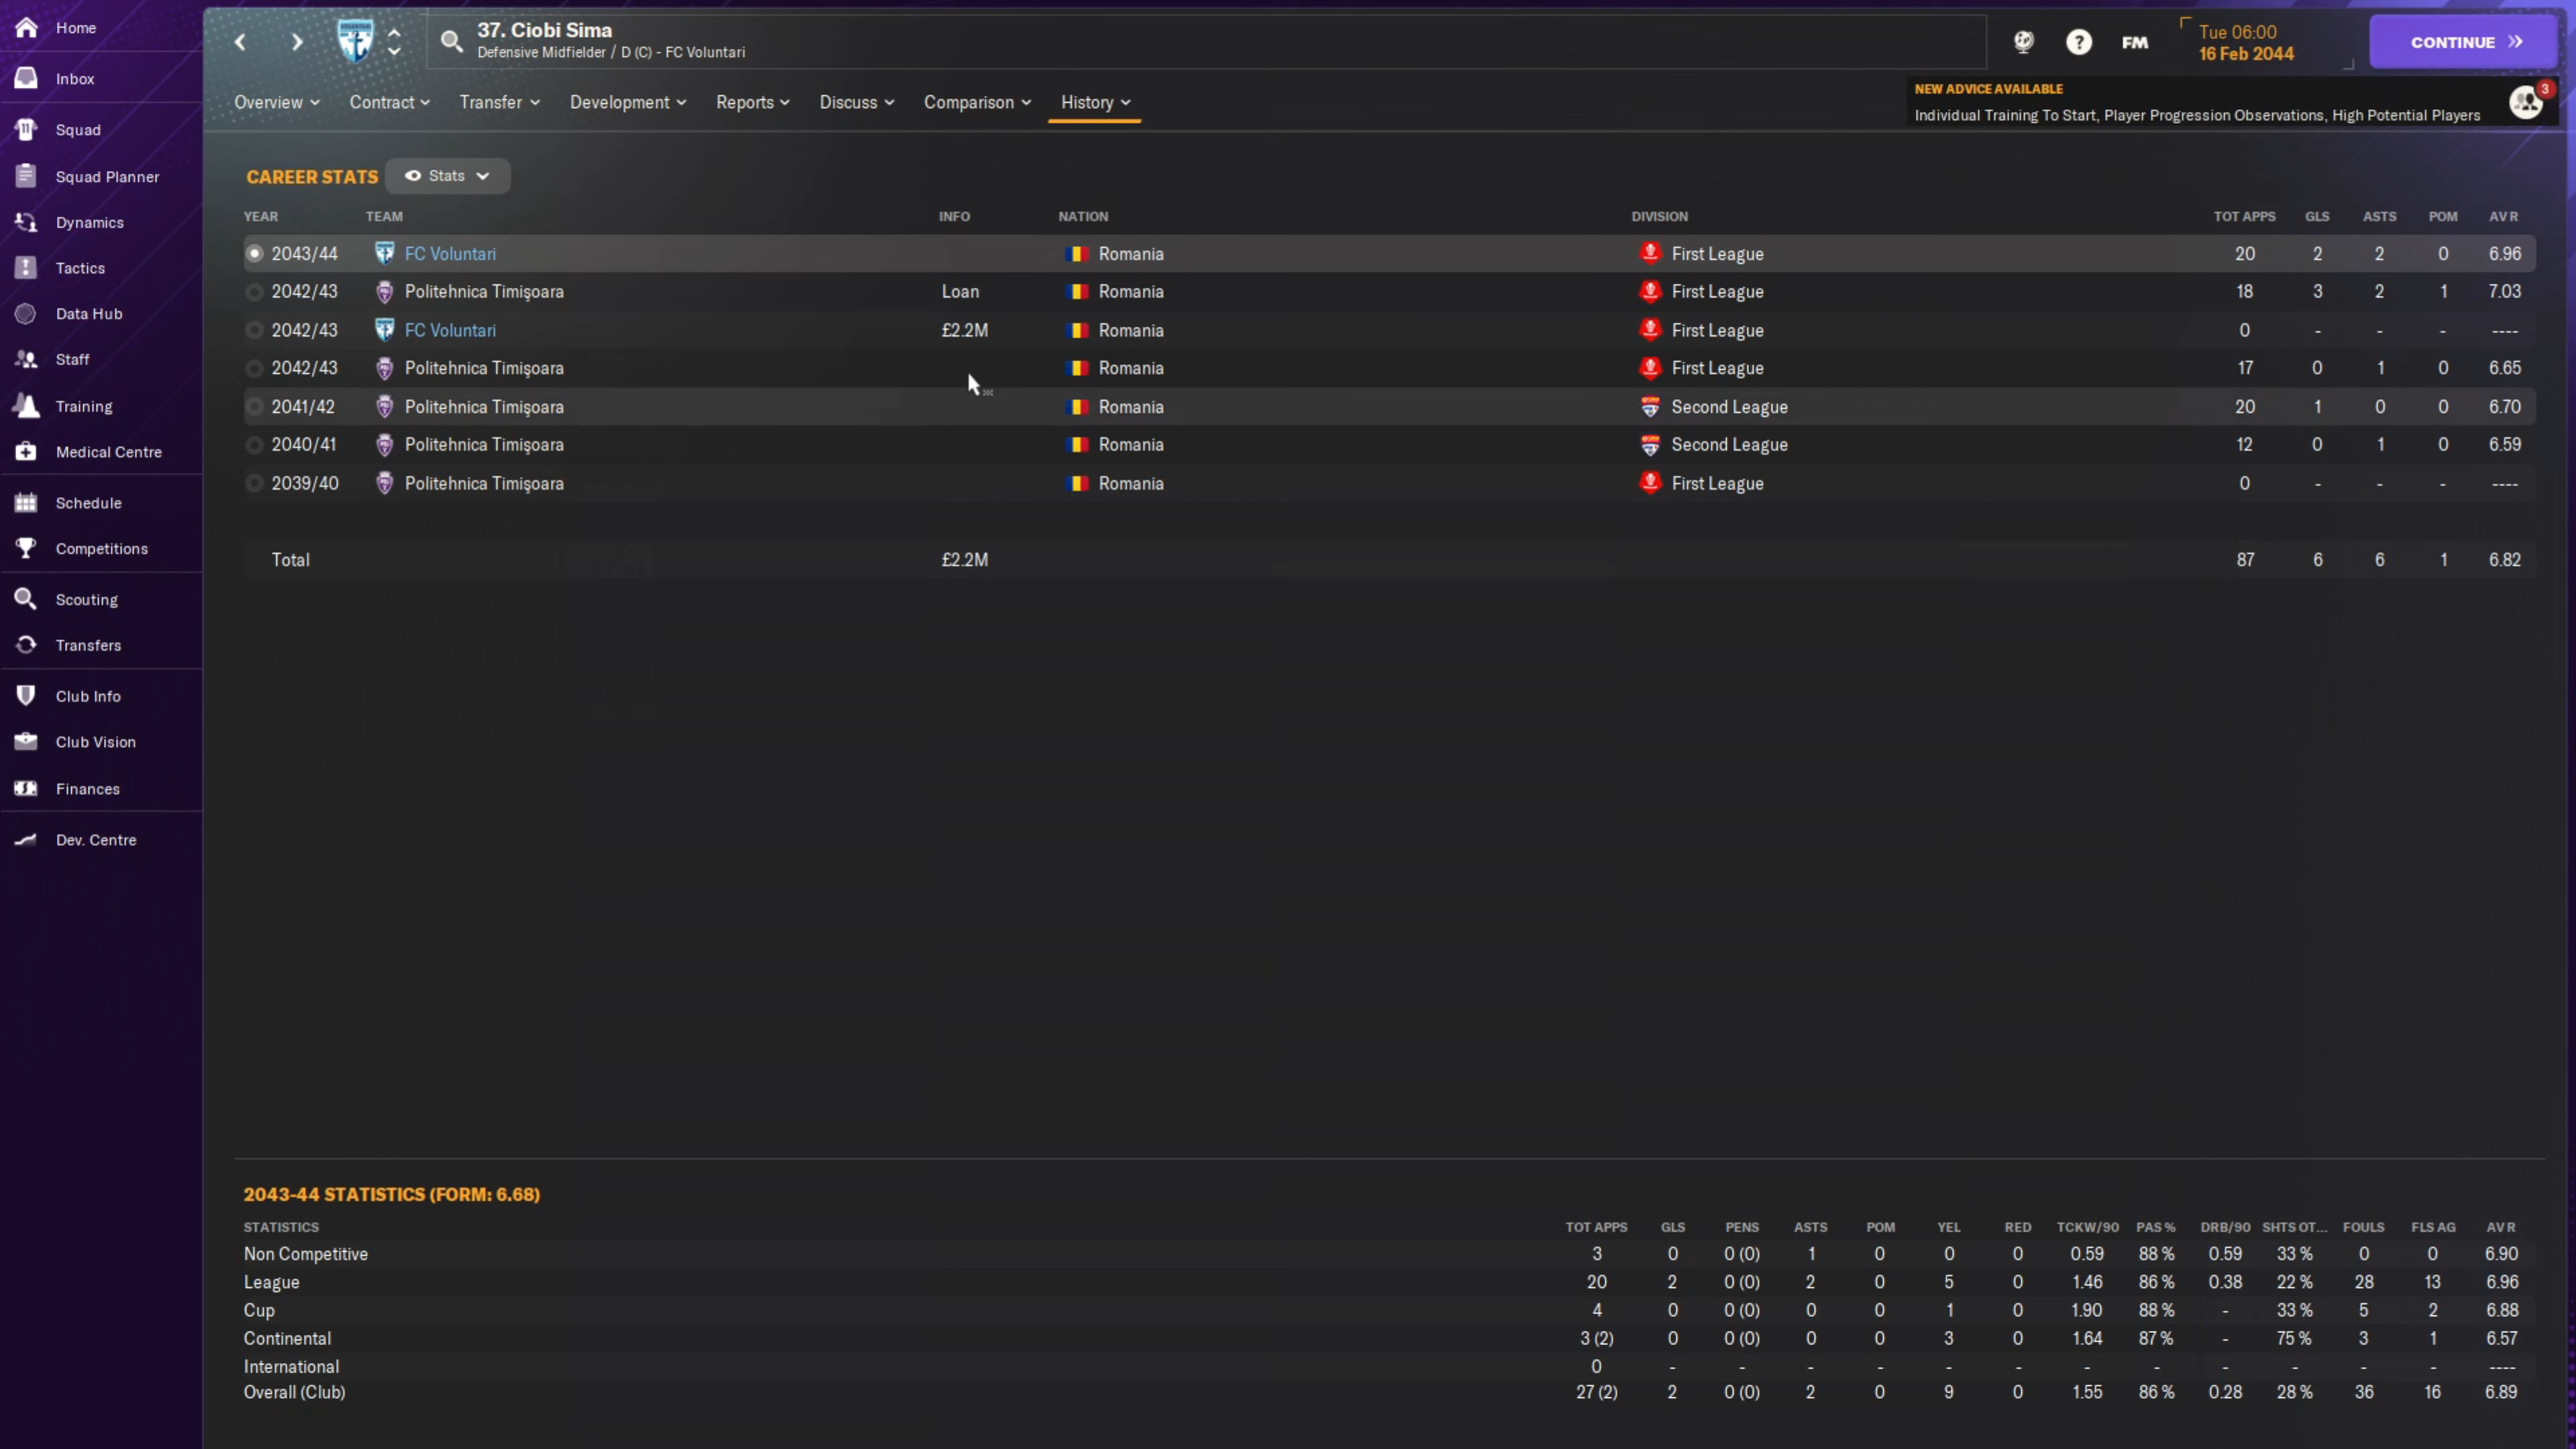 Home
Inbox
Squad
Squad Planner
Dynamics
Tactics
Data Hub
Staff
Training
Medical Centre
Schedule
Competitions
Scouting
Transfers
Club Info
Club Vision
Finances
Dev. Centre
37. Ciobi Sima
Defensive Midfielder / D (C) - FC Voluntari
? FM
Tue 06:00
16 Feb 2044
CONTINUE
Overview Contract Transfer Development Reports Discuss Comparison History
NEW ADVICE AVAILABLE
Individual Training To Start, Player Progression Observations, High Potential Players
3
CAREER STATS Stats
YEAR TEAM INFO NATION DIVISION TOT APPS GLS ASTS POM AV R
2043/44 FC Voluntari Romania First League 20 2 2 0 6.96
2042/43 Politehnica Timişoara Loan Romania First League 18 3 2 1 7.03
2042/43 FC Voluntari £2.2M Romania First League 0 - - - ----
2042/43 Politehnica Timişoara Romania First League 17 0 1 0 6.65
2041/42 Politehnica Timişoara Romania Second League 20 1 0 0 6.70
2040/41 Politehnica Timişoara Romania Second League 12 0 1 0 6.59
2039/40 Politehnica Timişoara Romania First League 0 - - - ----
Total £2.2M 87 6 6 1 6.82
2043-44 STATISTICS (FORM: 6.68)
STATISTICS TOT APPS GLS PENS ASTS POM YEL RED TCKW/90 PAS % DRB/90 SHTS OT... FOULS FLS AG AV R
Non Competitive 3 0 0 (0) 1 0 0 0 0.59 88 % 0.59 33 % 0 0 6.90
League 20 2 0 (0) 2 0 5 0 1.46 86 % 0.38 22 % 28 13 6.96
Cup 4 0 0 (0) 0 0 1 0 1.90 88 % - 33 % 5 2 6.88
Continental 3 (2) 0 0 (0) 0 0 3 0 1.64 87 % - 75 % 3 1 6.57
International 0 - - - - - - - - - - - - ----
Overall (Club) 27 (2) 2 0 (0) 2 0 9 0 1.55 86 % 0.28 28 % 36 16 6.89